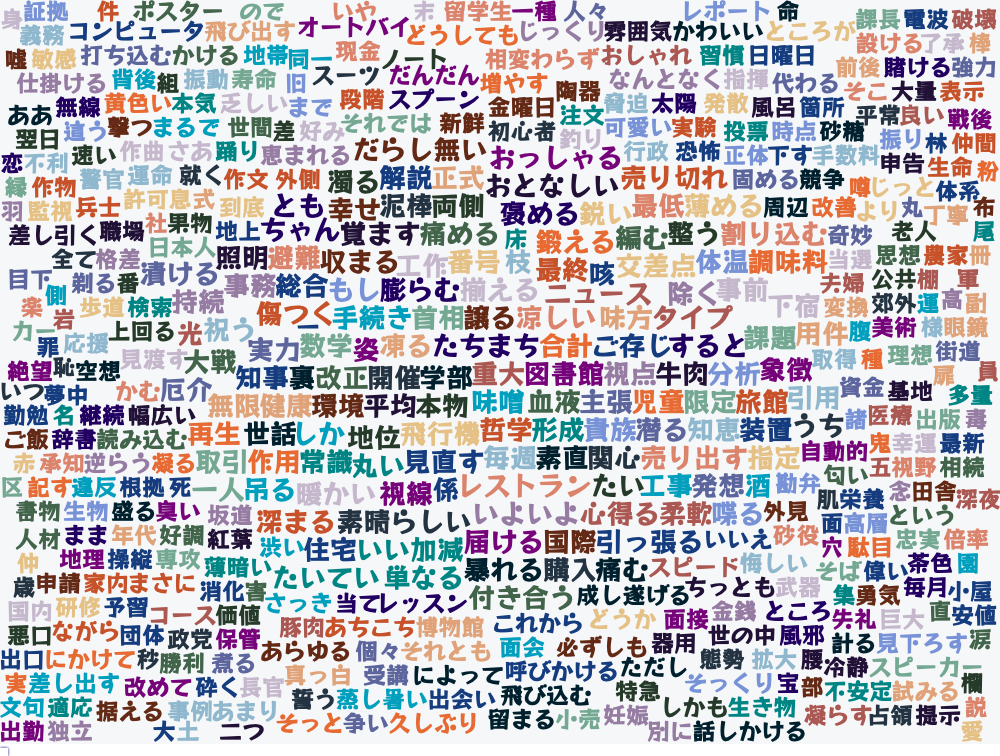 身 証拠 件 ポスター ので いや 末 留学生 一種 人々 レポート 命
義務 コンピュータ 飛び出す オートバイ どうしても じっくり 雰囲気 かわいい ところが 課長 電波 破壊
嘘 敏感 打ち込む かける 地帯 同一 現金 ノート 相変わらず おしゃれ 習慣 日曜日 設ける 了承 棒
仕掛ける 背後 組 振動 寿命 旧 スーツ だんだん 増やす なんとなく 指揮 代わる 前後 賭ける 強力
ああ 無線 黄色い 本気 乏しい まで 段階 スプーン 金曜日 陶器 脅迫 太陽 発散 風呂 箇所 そこ 大量 表示
翌日 違う 撃つ まるで 世間 差 好み それでは 新鮮 初心者 注文 可愛い 実験 投票 時点 砂糖 平常 良い 戦後
恋 不利 速い 作曲 さあ 踊り 恵まれる だらし無い おっしゃる 釣り 行政 恐怖 正体 下す 手数料 振り 林 仲間
縁 作物 警官 運命 就く 作文 外側 濁る 解説 正式 おとなしい 売り切れ 固める 競争 噂 じっと 申告 生命 粉
羽 監視 兵士 許可 息 式 到底 とも 幸せ 泥棒 両側 褒める 鋭い 最低 薄める 周辺 改善 より 丸 体系 丁寧 布
差し引く 職場 社 果物 地上 ちゃん 覚ます 痛める 床 鍛える 編む 整う 割り込む 奇妙 老人 尾
全て 格差 日本人 照明 避難 収まる 工作 番号 枝 最終 咳 交差点 体温 調味料 当選 思想 農家 冊
目下 剃る 番 漬ける 事務 総合 もし 膨らむ 揃える ニュース 除く 事前 夫婦 公共 棚 軍
楽 側 岩 歩道 検索 持続 傷つく 手続き 首相 譲る 涼しい 味方 タイプ 下宿 変換 郊外 運 高 副
カー 罪 応援 上回る 光 祝う 一 実力 数学 姿 凍る たちまち 合計 ご存じ すると 課題 用件 腹 美術 様 眼鏡
絶望 恥 空想 見渡す 大戦 知事 裏 改正 開催 学部 重大 図書館 視点 牛肉 分析 象徴 取得 種 理想 街道
いつ 夢中 かむ 厄介 無限 健康 環境 平均 本物 味噌 血液 主張 児童 限定 旅館 引用 資金 基地 扉 員 多量
勤勉 名 継続 幅広い 再生 世話 しか 地位 飛行機 哲学 形成 貴族 潜る 知恵 装置 うち 諸 医療 出版 毒
ご飯 辞書 読み込む 取引 作用 常識 丸い 見直す 毎週 素直 関心 売り出す 指定 自動的 鬼 幸運 最新
赤 承知 逆らう 凝る 一人 吊る 暖かい 視線 係 レストラン たい 工事 発想 酒 勘弁 匂い 五 視野 相続
区 記す 違反 根拠 死 坂道 深まる 素晴らしい いよいよ 心得る 柔軟 喋る 外見 肌 栄養 念 田舎 深夜
書物 生物 盛る 臭い 紅葉 渋い 住宅 いい加減 届ける 国際 引っ張る いいえ 砂 役 面 高層 という
人材 まま 年代 好調 薄暗い たいてい 単なる 暴れる 購入 痛む スピード 悔しい 穴 駄目 忠実 倍率
仲 地理 操縦 専攻 消化 害 さっき 当て レッスン 付き合う 成し遂げる ちっとも 武器 そば 偉い 茶色 園
歳 申請 家内 まさに コース 価値 豚肉 あちこち 博物館 これから どうか 面接 金銭 ところ 集 勇気 毎月 小屋
国内 研修 予習 政党 保管 あらゆる 個々 それとも 面会 必ずしも 器用 世の中 風邪 失礼 巨大 直 安値
悪口 ながら 団体 煮る 真っ白 受講 によって 呼びかける ただし 態勢 拡大 腰 計る 見下ろす 涙
出口 にかけて 秒 勝利 長官 誓う 蒸し暑い 出会い 飛び込む 特急 そっくり 宝 冷静 スピーカー
実 差し出す 改めて 砕く 事例 あまり そっと 争い 久しぶり 留まる 小売 妊娠 しかも 生き物 部 不安定 試みる 欄
文句 適応 据える 大 土 二つ 別に 話しかける 凝らす 占領 提示 説
出勤 独立 愛